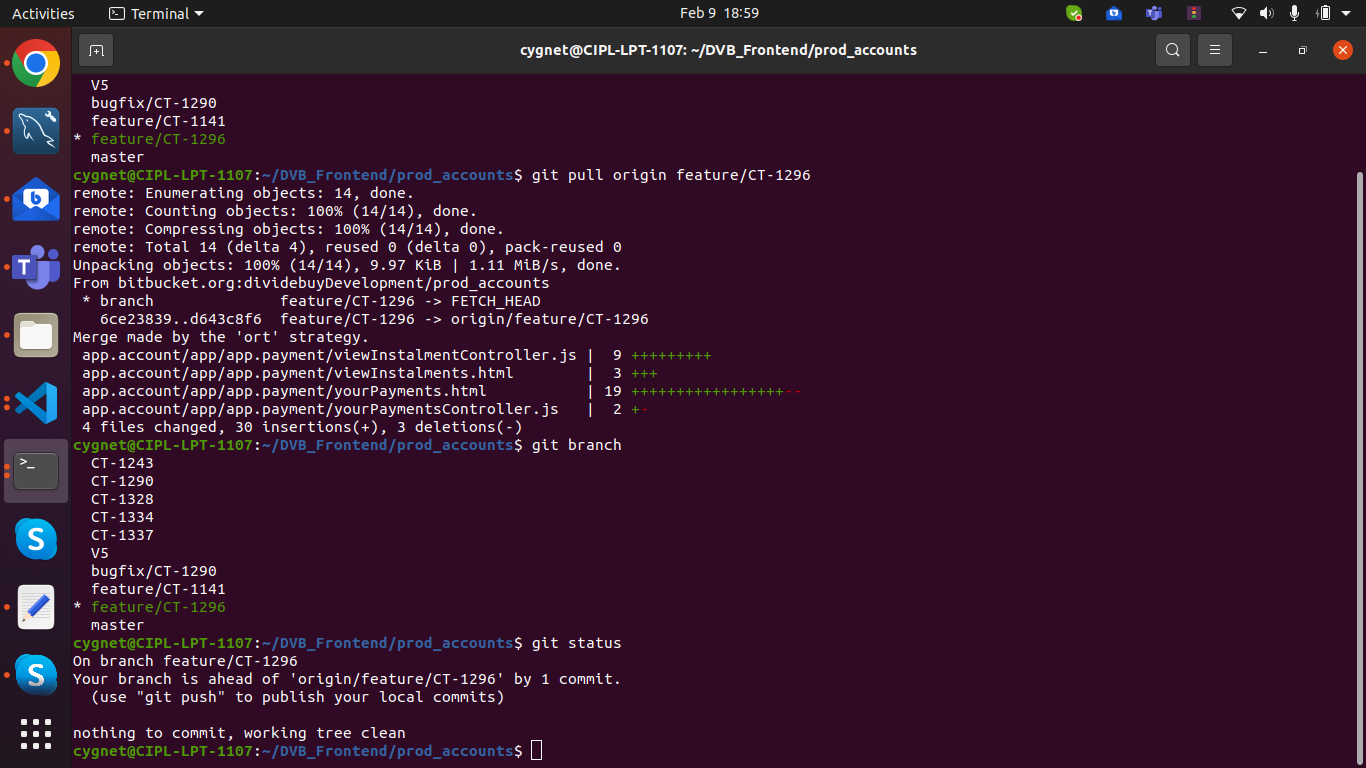 Activities
Terminal
Feb 9 18:59
cygnet@CIPL-LPT-1107: ~/DVB_Frontend/prod_accounts
  V5
  bugfix/CT-1290
  feature/CT-1141
* feature/CT-1296
  master
cygnet@CIPL-LPT-1107:~/DVB_Frontend/prod_accounts$ git pull origin feature/CT-1296
remote: Enumerating objects: 14, done.
remote: Counting objects: 100% (14/14), done.
remote: Compressing objects: 100% (14/14), done.
remote: Total 14 (delta 4), reused 0 (delta 0), pack-reused 0
Unpacking objects: 100% (14/14), 9.97 KiB | 1.11 MiB/s, done.
From bitbucket.org:dividebuyDevelopment/prod_accounts
 * branch              feature/CT-1296 -> FETCH_HEAD
   6ce23839..d643c8f6  feature/CT-1296 -> origin/feature/CT-1296
Merge made by the 'ort' strategy.
 app.account/app/app.payment/viewInstalmentController.js |  9 +++++++++
 app.account/app/app.payment/viewInstalments.html        |  3 +++
 app.account/app/app.payment/yourPayments.html           | 19 +++++++++++++++++--
 app.account/app/app.payment/yourPaymentsController.js   |  2 +-
 4 files changed, 30 insertions(+), 3 deletions(-)
cygnet@CIPL-LPT-1107:~/DVB_Frontend/prod_accounts$ git branch
  CT-1243
  CT-1290
  CT-1328
  CT-1334
  CT-1337
  V5
  bugfix/CT-1290
  feature/CT-1141
* feature/CT-1296
  master
cygnet@CIPL-LPT-1107:~/DVB_Frontend/prod_accounts$ git status
On branch feature/CT-1296
Your branch is ahead of 'origin/feature/CT-1296' by 1 commit.
  (use "git push" to publish your local commits)

nothing to commit, working tree clean
cygnet@CIPL-LPT-1107:~/DVB_Frontend/prod_accounts$